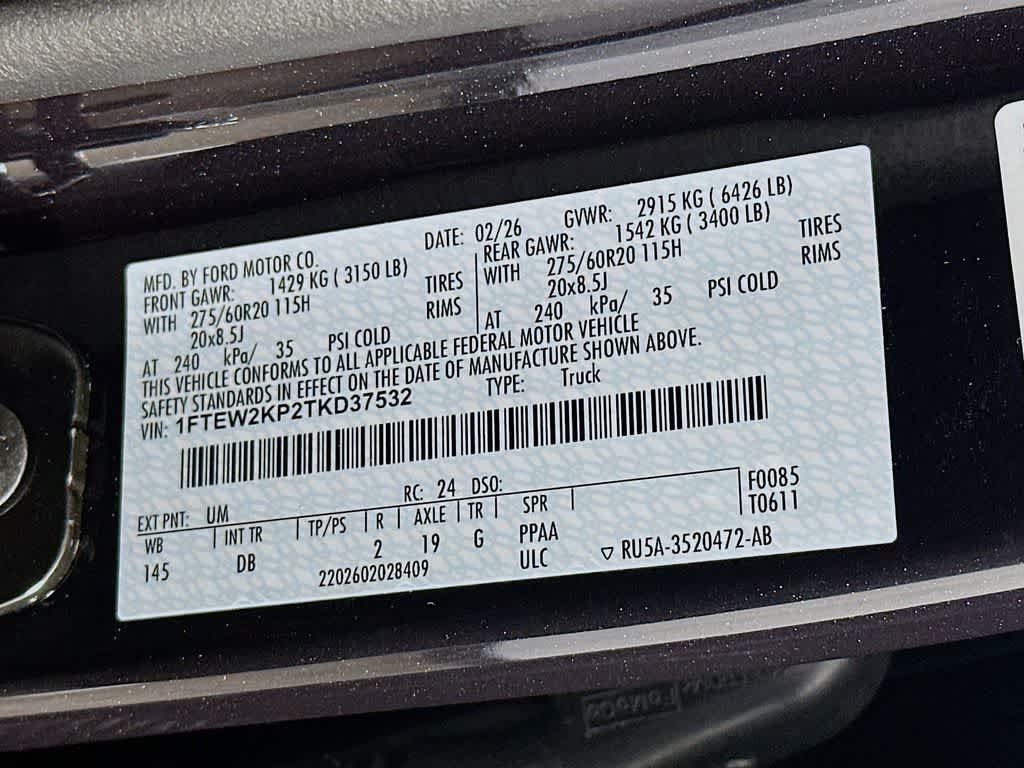 MFD. BY FORD MOTOR CO.
DATE: 02/26 GVWR: 2915 KG ( 6426 LB)
FRONT GAWR: 1429 KG ( 3150 LB)
REAR GAWR: 1542 KG ( 3400 LB)
WITH 275/60R20 115H TIRES
WITH 275/60R20 115H TIRES
20x8.5J RIMS
20x8.5J RIMS
AT 240 kPa/ 35 PSI COLD
AT 240 kPa/ 35 PSI COLD
THIS VEHICLE CONFORMS TO ALL APPLICABLE FEDERAL MOTOR VEHICLE
SAFETY STANDARDS IN EFFECT ON THE DATE OF MANUFACTURE SHOWN ABOVE.
VIN: 1FTEW2KP2TKD37532 TYPE: Truck
EXT PNT: UM RC: 24 DSO: F0085
T0611
WB INT TR TP/PS R AXLE TR SPR
145 DB 2 19 G PPAA
2202602028409 ULC RU5A-3520472-AB
FoMoCo